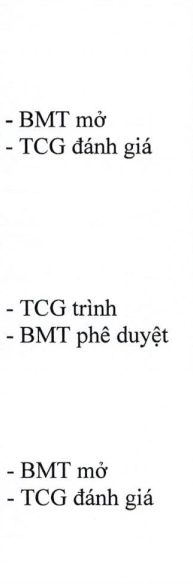 - BMT mở
- TCG đánh giá
- TCG trình
- BMT phê duyệt
- BMT mở
- TCG đánh giá